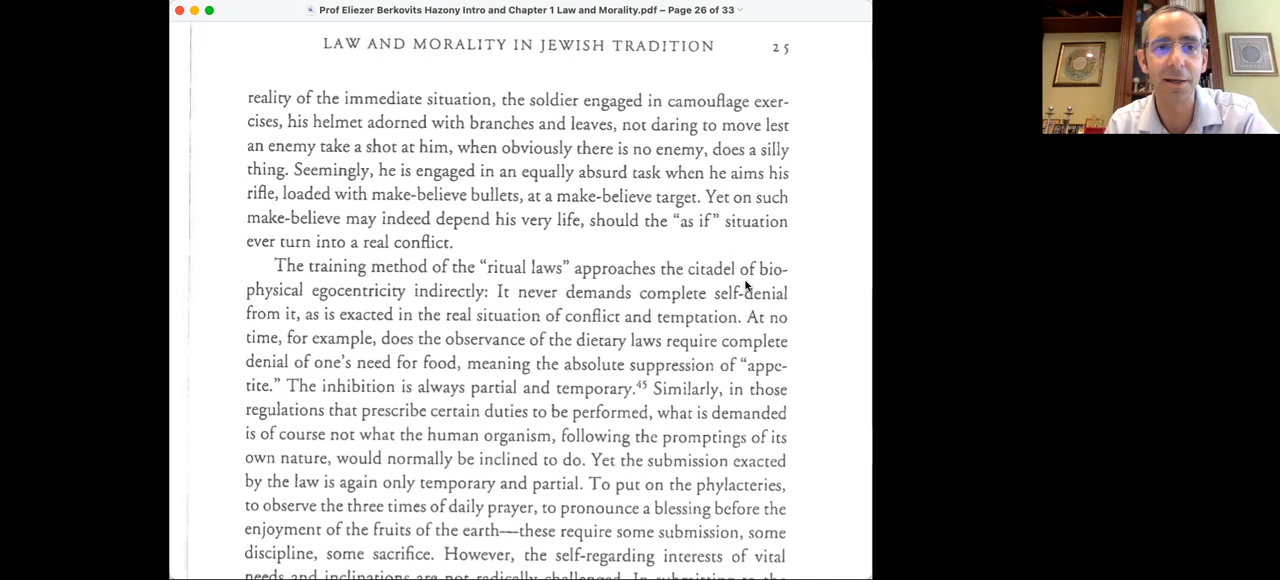 Prof Eliezer Berkovits Hazony Intro and Chapter 1 Law and Morality.pdf – Page 26 of 33
LAW AND MORALITY IN JEWISH TRADITION 25
reality of the immediate situation, the soldier engaged in camouflage exer-
cises, his helmet adorned with branches and leaves, not daring to move lest
an enemy take a shot at him, when obviously there is no enemy, does a silly
thing. Seemingly, he is engaged in an equally absurd task when he aims his
rifle, loaded with make-believe bullets, at a make-believe target. Yet on such
make-believe may indeed depend his very life, should the “as if” situation
ever turn into a real conflict.
The training method of the “ritual laws” approaches the citadel of bio-
physical egocentricity indirectly: It never demands complete self-denial
from it, as is exacted in the real situation of conflict and temptation. At no
time, for example, does the observance of the dietary laws require complete
denial of one’s need for food, meaning the absolute suppression of “appe-
tite.” The inhibition is always partial and temporary.45 Similarly, in those
regulations that prescribe certain duties to be performed, what is demanded
is of course not what the human organism, following the promptings of its
own nature, would normally be inclined to do. Yet the submission exacted
by the law is again only temporary and partial. To put on the phylacteries,
to observe the three times of daily prayer, to pronounce a blessing before the
enjoyment of the fruits of the earth—these require some submission, some
discipline, some sacrifice. However, the self-regarding interests of vital
needs and inclinations are not radically challenged. In submitting to the